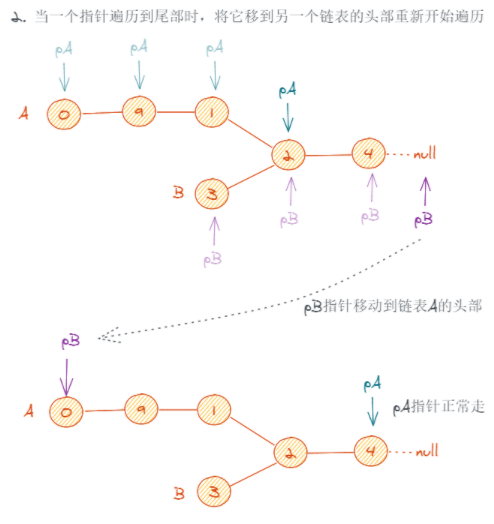 2. 当一个指针遍历到尾部时，将它移到另一个链表的头部重新开始遍历
pA pA pA
pA
A 0 9 1
2 4 null
B 3
pB pB pB
pB
pB指针移动到链表A的头部
pB
pA
pA指针正常走
A 0 9 1
2 4 null
B 3